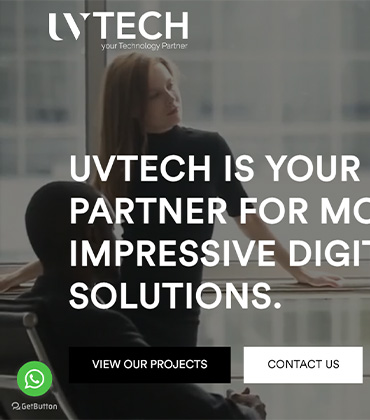 UVTECH
your Technology Partner
UVTECH IS YOUR
PARTNER FOR MO
IMPRESSIVE DIGIT
SOLUTIONS.
VIEW OUR PROJECTS
CONTACT US
GetButton